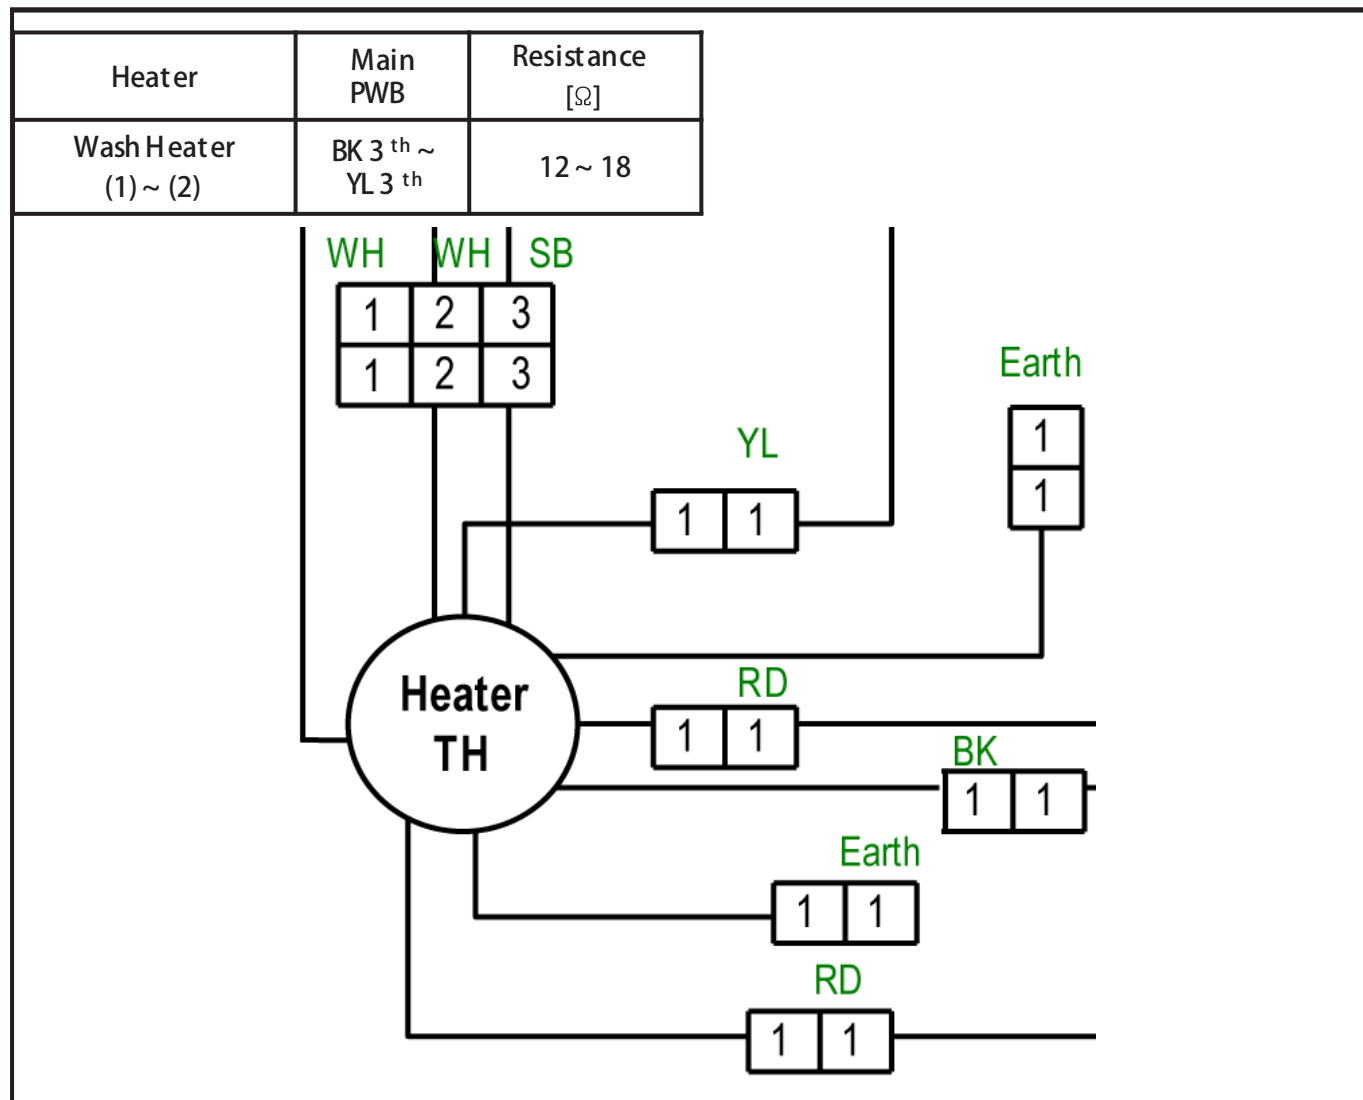 Heater
Main
PWB
Resistance
[Ω]
Wash Heater
(1) ~ (2)
BK 3 th ~
YL 3 th
12 ~ 18
WH WH SB
1 2 3
1 2 3
Earth
1
1
YL
1 1
Heater
TH
RD
1 1
BK
1 1
Earth
1 1
RD
1 1